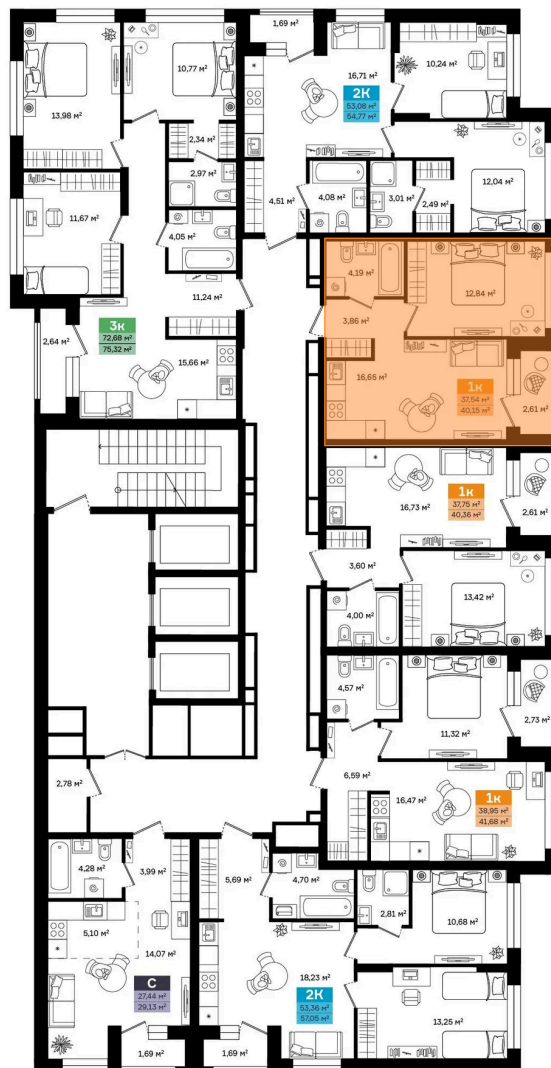 1,69 м²
10,77 м²
16,71 м²
10,24 м²
13,98 м²
2К
53,08 м²
54,77 м²
2,34 м²
2,97 м²
4,08 м²
3,01 м²
2,49 м²
12,04 м²
11,67 м²
4,51 м²
4,05 м²
4,19 м²
12,84 м²
11,24 м²
3,86 м²
2,64 м²
3к
72,68 м²
75,32 м²
15,66 м²
16,65 м²
1к
37,54 м²
40,15 м²
2,61 м²
16,73 м²
1к
37,75 м²
40,36 м²
2,61 м²
3,60 м²
13,42 м²
4,00 м²
4,57 м²
11,32 м²
2,73 м²
2,78 м²
6,59 м²
16,47 м²
1к
38,95 м²
41,68 м²
4,28 м²
3,99 м²
5,69 м²
4,70 м²
2,81 м²
10,68 м²
5,10 м²
14,07 м²
С
27,44 м²
29,13 м²
18,23 м²
2К
53,36 м²
57,05 м²
13,25 м²
1,69 м²
1,69 м²